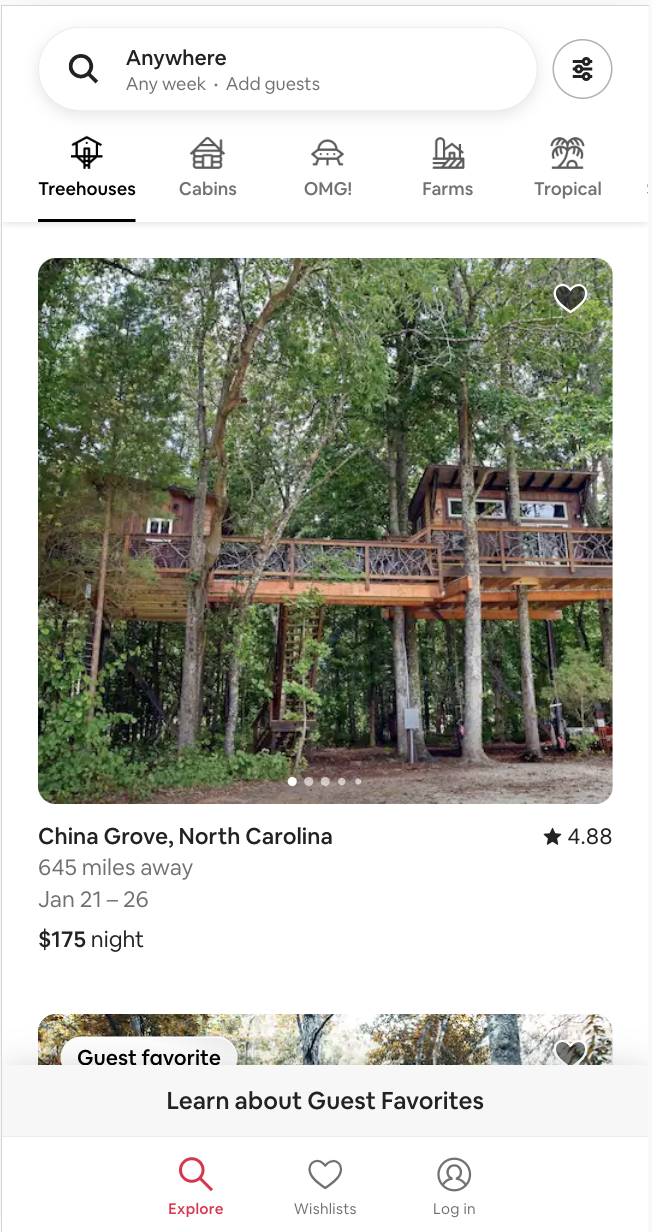 Anywhere
Any week · Add guests
Treehouses Cabins OMG! Farms Tropical
China Grove, North Carolina ★ 4.88
645 miles away
Jan 21 – 26
$175 night
Guest favorite
Learn about Guest Favorites
Explore Wishlists Log in